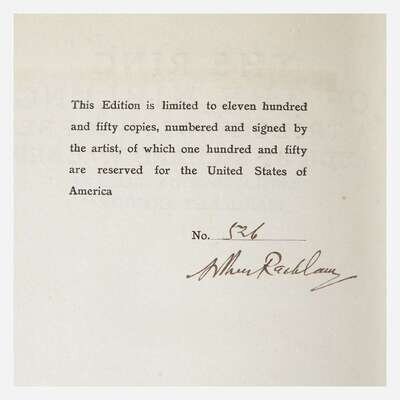 This Edition is limited to eleven hundred
and fifty copies, numbered and signed by
the artist, of which one hundred and fifty
are reserved for the United States of
America
No. 526
Arthur Rackham